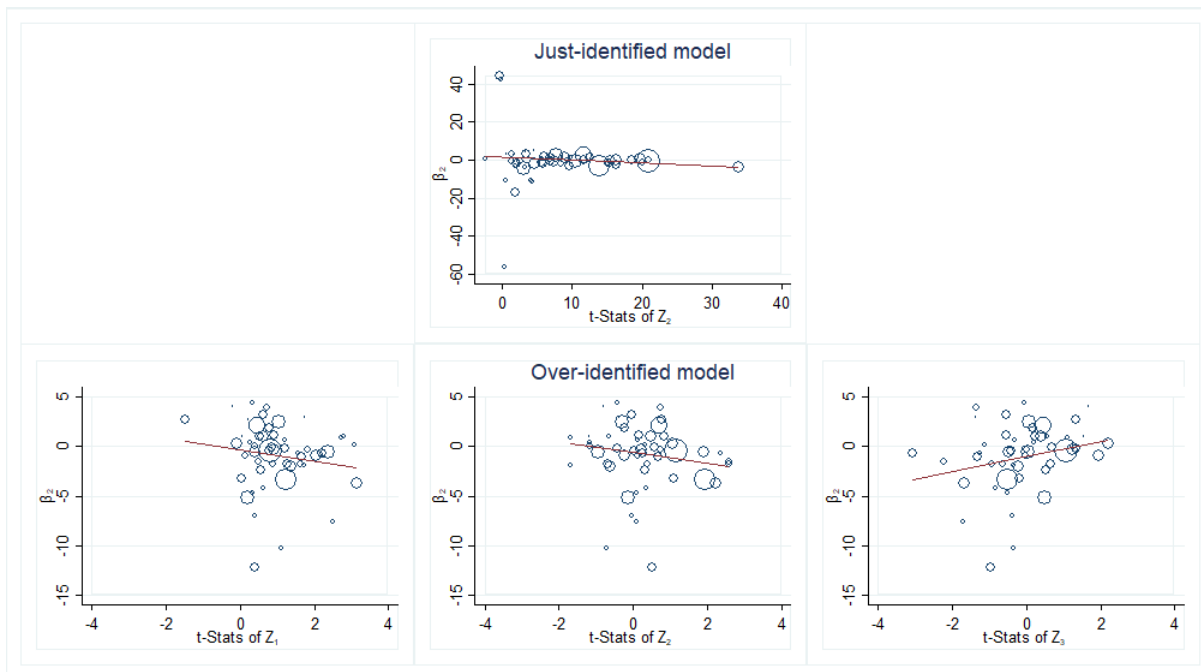 Just-identified model
40
20
0
-20
-40
-60
β₂
0 10 20 30 40
t-Stats of Z₂
5
0
-5
-10
-15
β₂
-4 -2 0 2 4
t-Stats of Z₁
Over-identified model
5
0
-5
-10
-15
β₂
-4 -2 0 2 4
t-Stats of Z₂
5
0
-5
-10
-15
β₂
-4 -2 0 2 4
t-Stats of Z₃